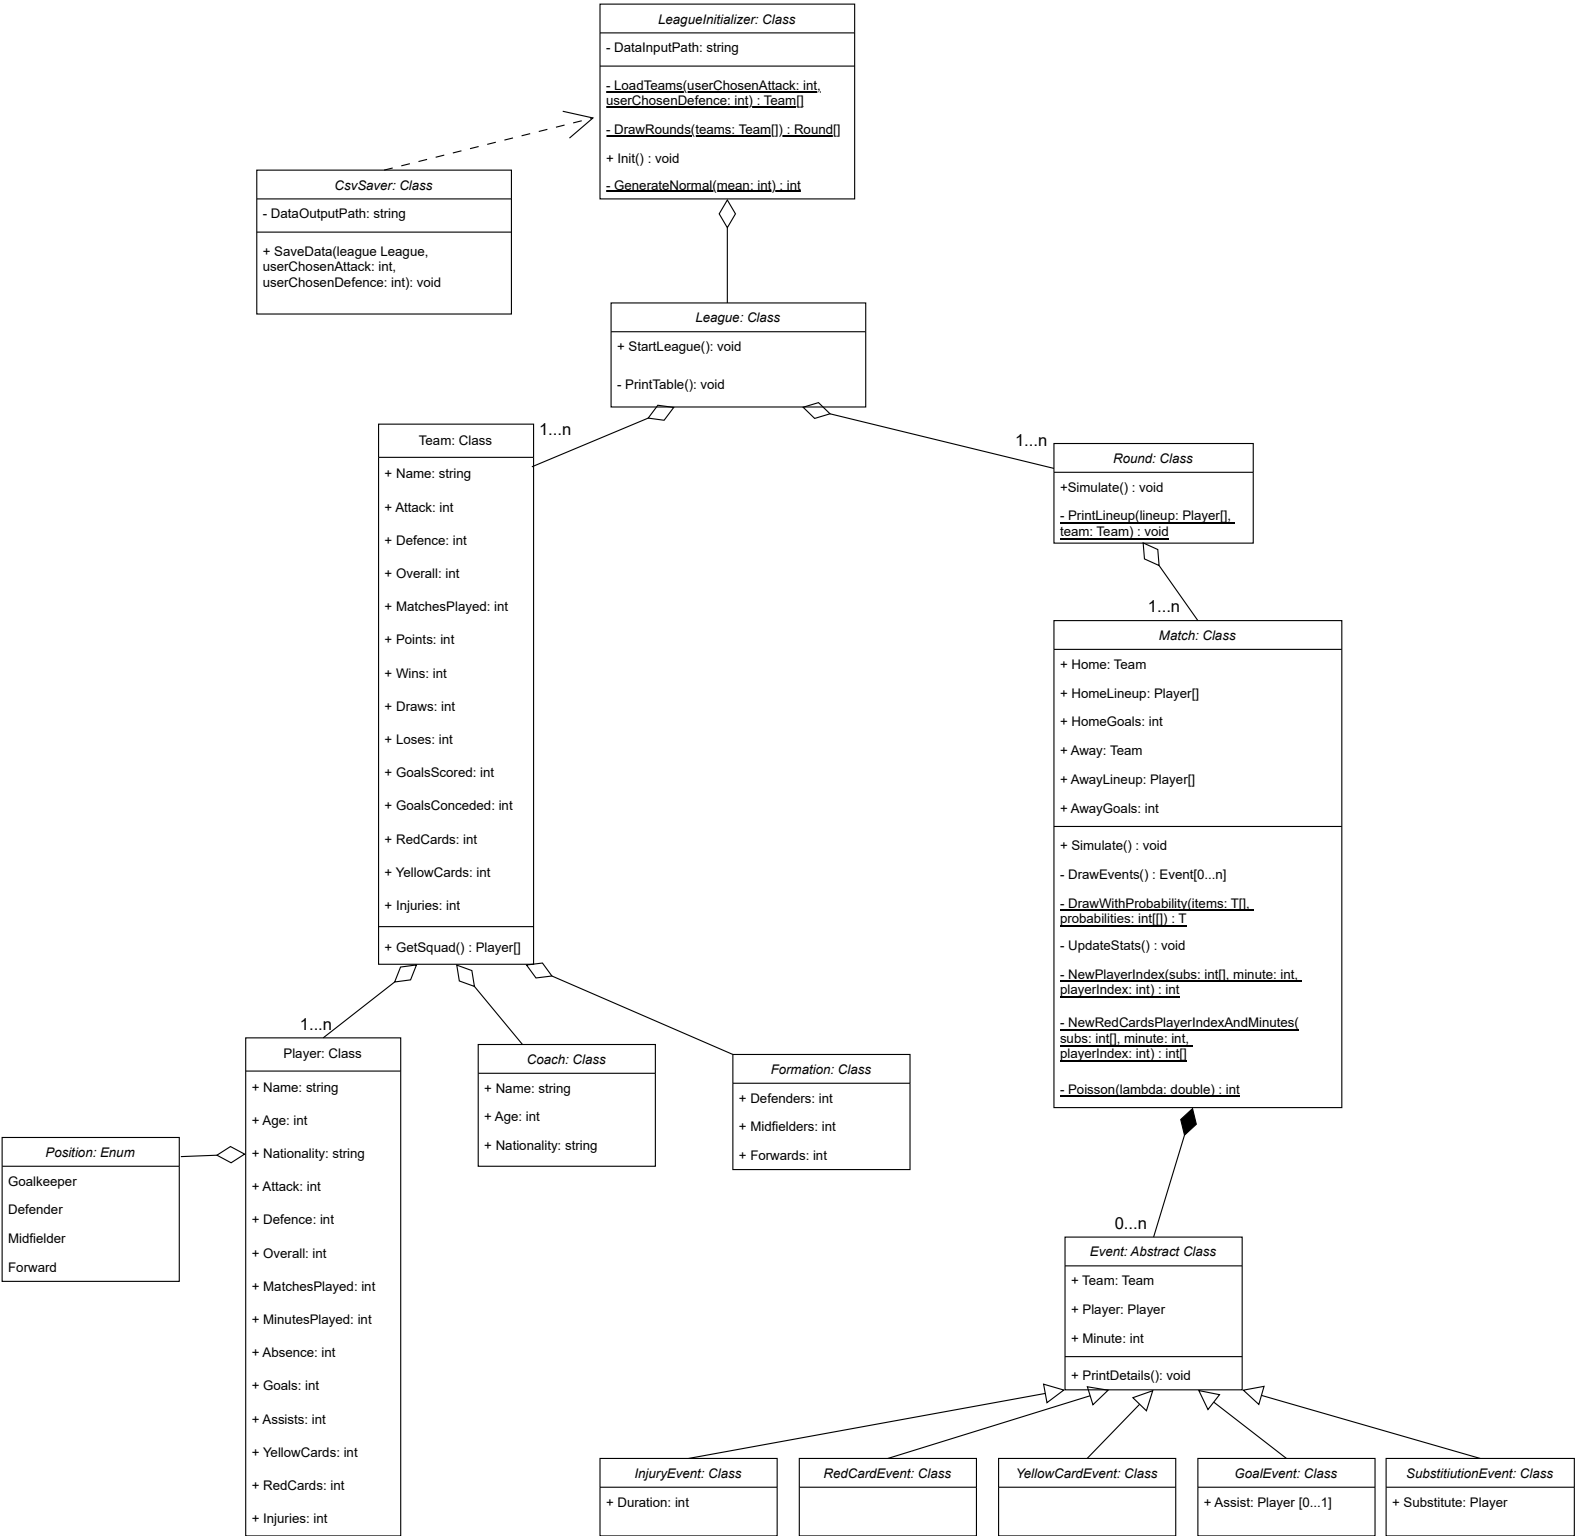 LeagueInitializer: Class
- DataInputPath: string
- LoadTeams(userChosenAttack: int,
userChosenDefence: int) : Team[]
- DrawRounds(teams: Team[]) : Round[]
+ Init() : void
- GenerateNormal(mean: int) : int
CsvSaver: Class
- DataOutputPath: string
+ SaveData(league League,
userChosenAttack: int,
userChosenDefence: int): void
League: Class
+ StartLeague(): void
- PrintTable(): void
1...n
1...n
Team: Class
+ Name: string
+ Attack: int
+ Defence: int
+ Overall: int
+ MatchesPlayed: int
+ Points: int
+ Wins: int
+ Draws: int
+ Loses: int
+ GoalsScored: int
+ GoalsConceded: int
+ RedCards: int
+ YellowCards: int
+ Injuries: int
+ GetSquad() : Player[]
Round: Class
+Simulate() : void
- PrintLineup(lineup: Player[],
team: Team) : void
1...n
Match: Class
+ Home: Team
+ HomeLineup: Player[]
+ HomeGoals: int
+ Away: Team
+ AwayLineup: Player[]
+ AwayGoals: int
+ Simulate() : void
- DrawEvents() : Event[0...n]
- DrawWithProbability(items: T[],
probabilities: int[[]) : T
- UpdateStats() : void
- NewPlayerIndex(subs: int[], minute: int,
playerIndex: int) : int
- NewRedCardsPlayerIndexAndMinutes(
subs: int[], minute: int,
playerIndex: int) : int[]
- Poisson(lambda: double) : int
1...n
Player: Class
+ Name: string
+ Age: int
+ Nationality: string
+ Attack: int
+ Defence: int
+ Overall: int
+ MatchesPlayed: int
+ MinutesPlayed: int
+ Absence: int
+ Goals: int
+ Assists: int
+ YellowCards: int
+ RedCards: int
+ Injuries: int
Coach: Class
+ Name: string
+ Age: int
+ Nationality: string
Formation: Class
+ Defenders: int
+ Midfielders: int
+ Forwards: int
Position: Enum
Goalkeeper
Defender
Midfielder
Forward
0...n
Event: Abstract Class
+ Team: Team
+ Player: Player
+ Minute: int
+ PrintDetails(): void
InjuryEvent: Class
+ Duration: int
RedCardEvent: Class
YellowCardEvent: Class
GoalEvent: Class
+ Assist: Player [0...1]
SubstitiutionEvent: Class
+ Substitute: Player